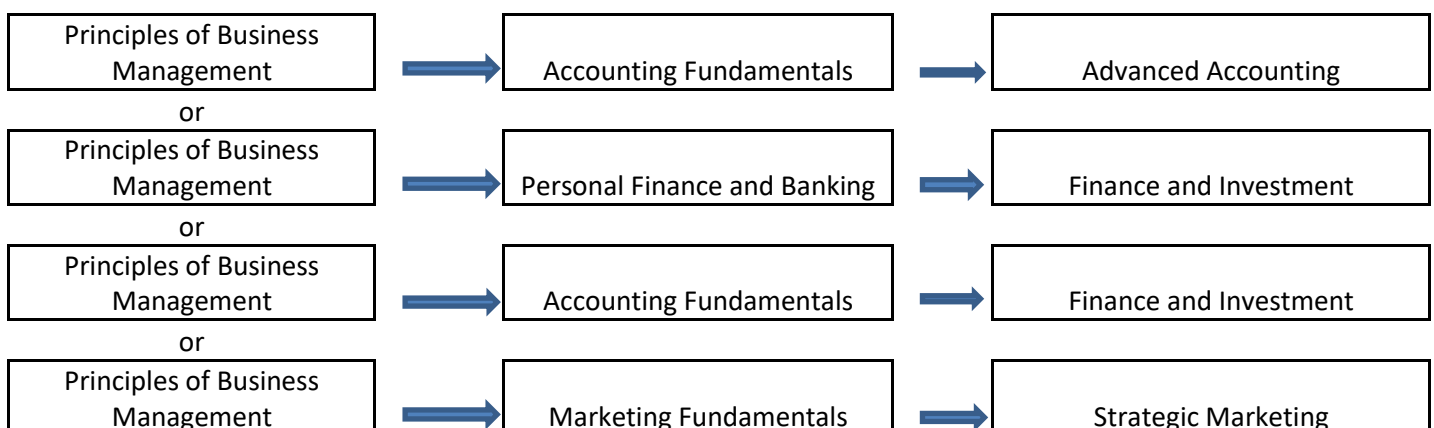 Principles of Business
Management
Accounting Fundamentals
Advanced Accounting
or
Principles of Business
Management
Personal Finance and Banking
Finance and Investment
or
Principles of Business
Management
Accounting Fundamentals
Finance and Investment
or
Principles of Business
Management
Marketing Fundamentals
Strategic Marketing